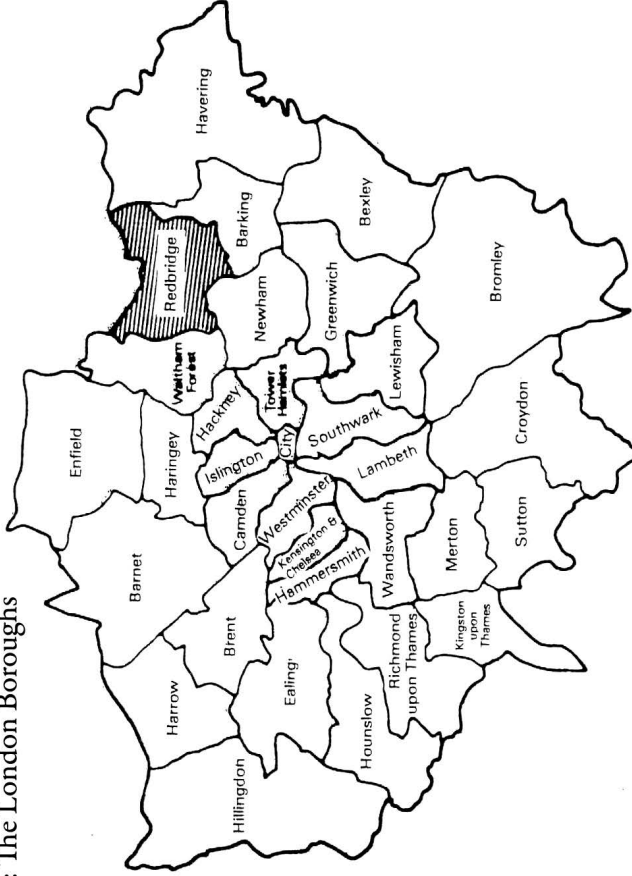 : The London Boroughs
Enfield
Barnet
Harrow
Haringey
Waltham
Forest
Redbridge
Havering
Hillingdon
Brent
Camden
Islington
Hackney
Barking
Newham
Tower
Hamlets
City
Westminster
Kensington &
Chelsea
Hammersmith
Ealing
Hounslow
Richmond
upon Thames
Wandsworth
Lambeth
Southwark
Lewisham
Greenwich
Bexley
Kingston
upon
Thames
Merton
Sutton
Croydon
Bromley